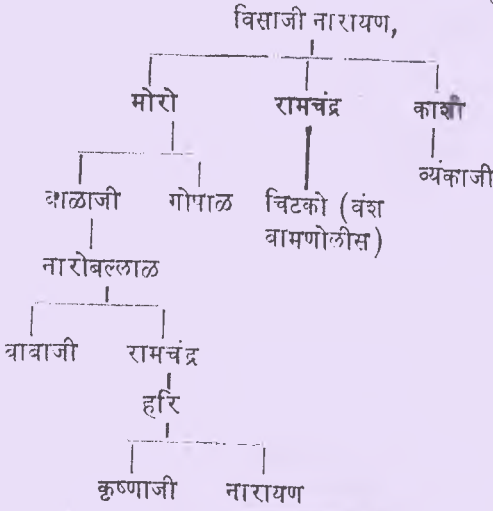 विसाजी नारायण,
मोरो रामचंद्र काशी
व्यंकाजी
बाळाजी गोपाळ चिटको (वंश
बामणोलीस)
नारोबल्लाळ
बाबाजी रामचंद्र
हरि
कृष्णाजी नारायण